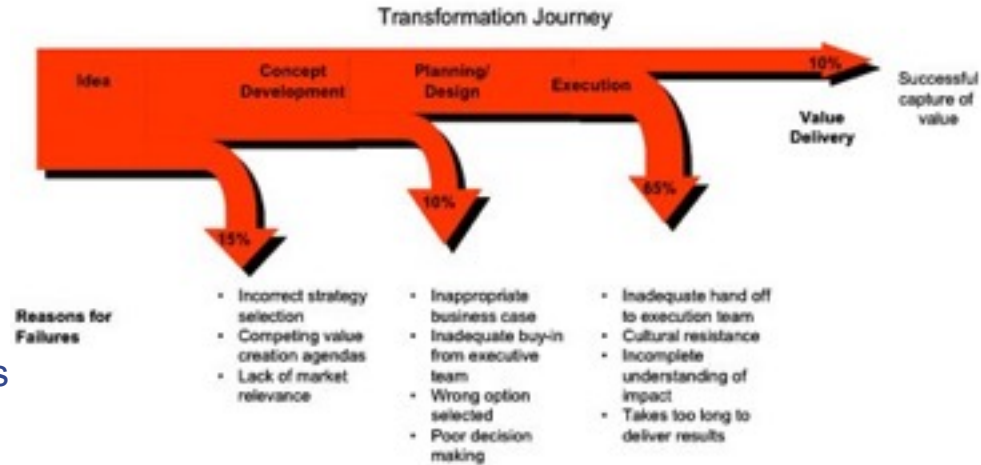 Transformation Journey
Idea
Concept
Development
Planning/
Design
Execution
10%
Successful
capture of
value
Value
Delivery
15%
10%
65%
Reasons for
Failures
s
• Incorrect strategy
selection
• Competing value
creation agendas
• Lack of market
relevance
• Inappropriate
business case
• Inadequate buy-in
from executive
team
• Wrong option
selected
• Poor decision
making
• Inadequate hand off
to execution team
• Cultural resistance
• Incomplete
understanding of
impact
• Takes too long to
deliver results